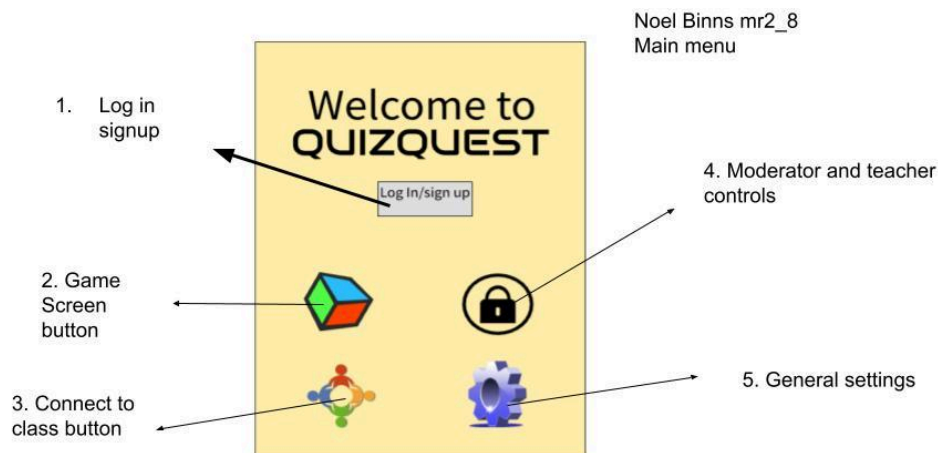 Noel Binns mr2_8
Main menu
1. Log in
signup
Welcome to
QUIZQUEST
Log In/sign up
4. Moderator and teacher
controls
2. Game
Screen
button
3. Connect to
class button
5. General settings